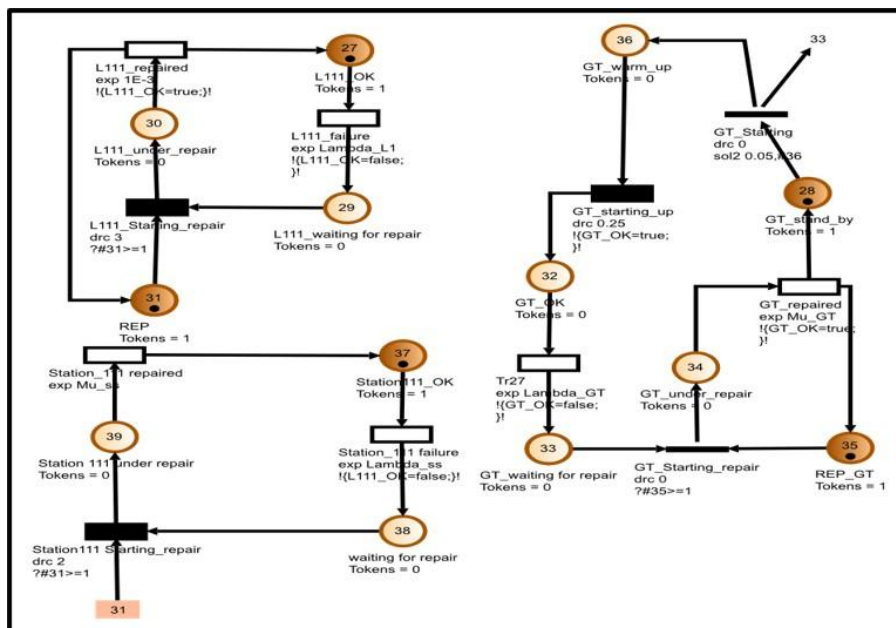 L111_repaired
exp 1E-3
!{L111_OK=true;}!
27
L111_OK
Tokens = 1
30
L111_under_repair
Tokens = 0
L111_failure
exp Lambda_L1
!{L111_OK=false;
}!
L111_Starting_repair
drc 3
?#31>=1
29
L111_waiting for repair
Tokens = 0
31
REP
Tokens = 1
Station_111 repaired
exp Mu_ss
37
Station111_OK
Tokens = 1
39
Station 111 under repair
Tokens = 0
Station_111 failure
exp Lambda_ss
!{L111_OK=false;}!
Station111 Starting_repair
drc 2
?#31>=1
38
waiting for repair
Tokens = 0
31
36
GT_warm_up
Tokens = 0
33
GT_Starting
drc 0
sol2 0.05,#36
GT_starting_up
drc 0.25
!{GT_OK=true;
}!
28
GT_stand_by
Tokens = 1
32
GT_OK
Tokens = 0
GT_repaired
exp Mu_GT
!{GT_OK=true;
}!
Tr27
exp Lambda_GT
!{GT_OK=false;
}!
34
GT_under_repair
Tokens = 0
33
GT_waiting for repair
Tokens = 0
GT_Starting_repair
drc 0
?#35>=1
35
REP_GT
Tokens = 1